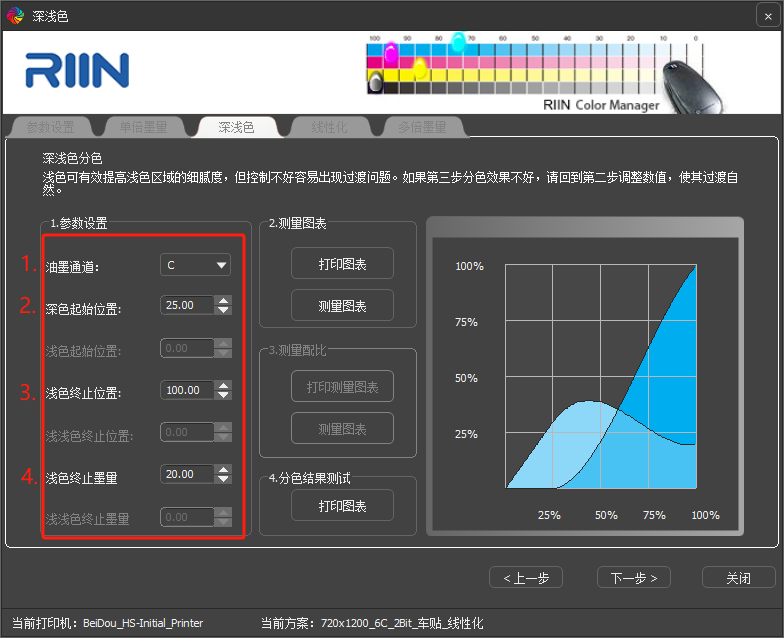 深浅色
×
RIIN
100 90 80 70 60 50 40 30 20 10 0
RIIN Color Manager
参数设置 单倍墨量 深浅色 线性化 多倍墨量
深浅色分色
浅色可有效提高浅色区域的细腻度，但控制不好容易出现过渡问题。如果第三步分色效果不好，请回到第二步调整数值，使其过渡自
然。
1.参数设置
1. 油墨通道: C
2. 深色起始位置: 25.00
浅色起始位置: 0.00
3. 浅色终止位置: 100.00
浅浅色终止位置: 0.00
4. 浅色终止墨量 20.00
浅浅色终止墨量 0.00
2.测量图表
打印图表
测量图表
3.测量配比
打印测量图表
测量图表
4.分色结果测试
打印图表
100%
75%
50%
25%
25% 50% 75% 100%
< 上一步 下一步 > 关闭
当前打印机: BeiDou_HS-Initial_Printer 当前方案: 720x1200_6C_2Bit_车贴_线性化